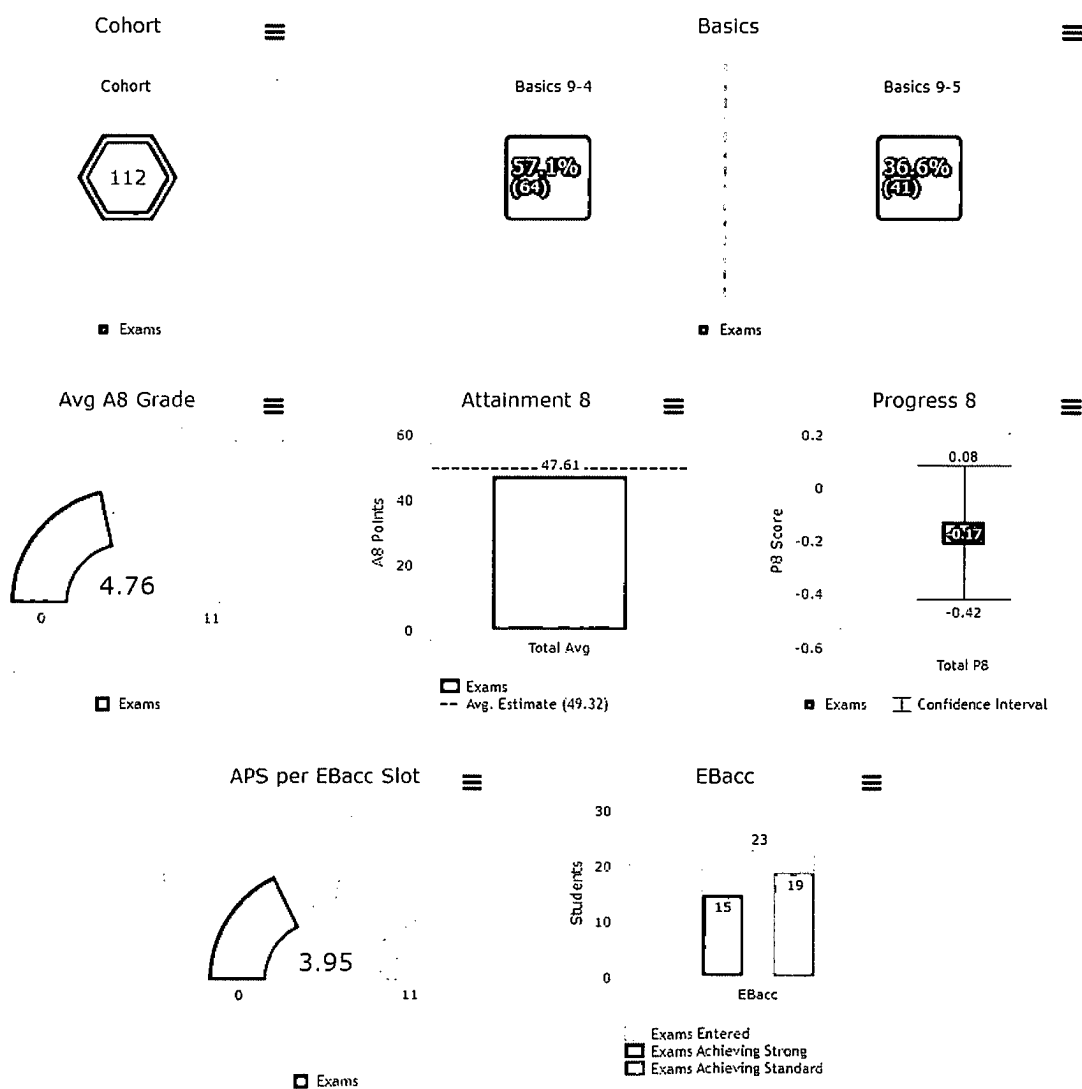 Cohort
Cohort
112
Exams
Basics
Basics 9-4
57.1%
(64)
Basics 9-5
36.6%
(41)
Exams
Avg A8 Grade
4.76
0
11
Exams
Attainment 8
60
40
20
0
A8 Points
47.61
Total Avg
Exams
Avg. Estimate (49.32)
Progress 8
0.2
0
-0.2
-0.4
-0.6
P8 Score
0.08
-0.17
-0.42
Total P8
Exams
Confidence Interval
APS per EBacc Slot
3.95
0
11
Exams
EBacc
30
20
10
0
Students
23
15
19
EBacc
Exams Entered
Exams Achieving Strong
Exams Achieving Standard